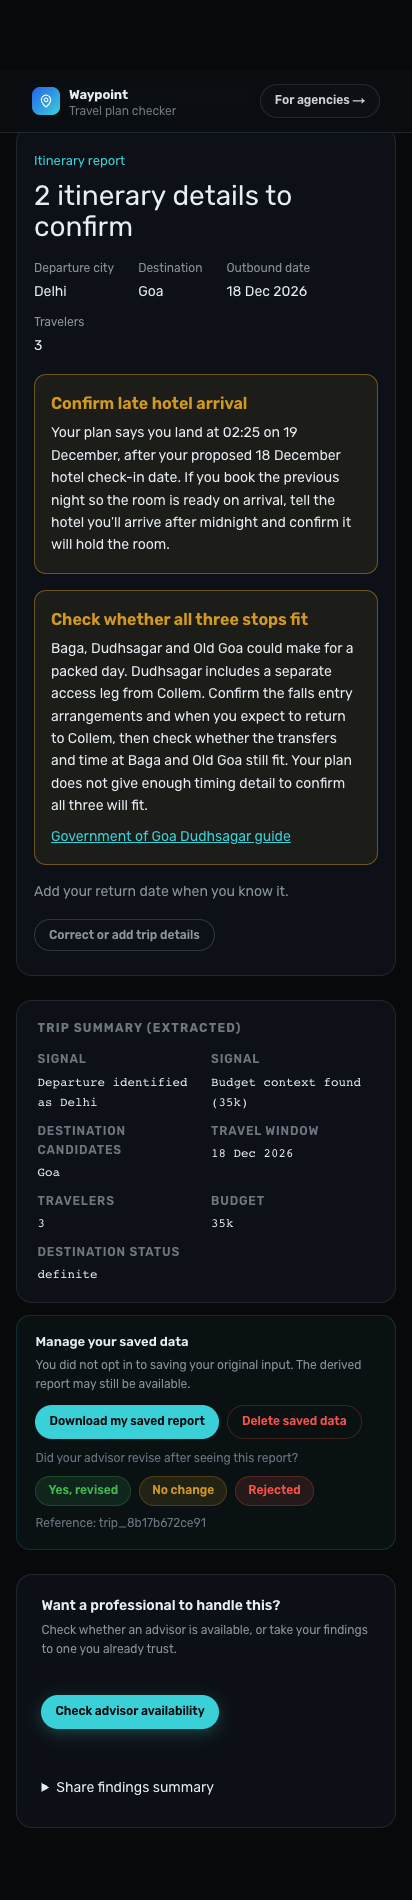 Waypoint
Travel plan checker
For agencies →
Itinerary report
2 itinerary details to
confirm
Departure city
Delhi
Destination
Goa
Outbound date
18 Dec 2026
Travelers
3
Confirm late hotel arrival
Your plan says you land at 02:25 on 19
December, after your proposed 18 December
hotel check-in date. If you book the previous
night so the room is ready on arrival, tell the
hotel you'll arrive after midnight and confirm it
will hold the room.
Check whether all three stops fit
Baga, Dudhsagar and Old Goa could make for a
packed day. Dudhsagar includes a separate
access leg from Collem. Confirm the falls entry
arrangements and when you expect to return
to Collem, then check whether the transfers
and time at Baga and Old Goa still fit. Your plan
does not give enough timing detail to confirm
all three will fit.
Government of Goa Dudhsagar guide
Add your return date when you know it.
Correct or add trip details
TRIP SUMMARY (EXTRACTED)
SIGNAL
Departure identified
as Delhi
SIGNAL
Budget context found
(35k)
DESTINATION
CANDIDATES
Goa
TRAVEL WINDOW
18 Dec 2026
TRAVELERS
3
BUDGET
35k
DESTINATION STATUS
definite
Manage your saved data
You did not opt in to saving your original input. The derived
report may still be available.
Download my saved report
Delete saved data
Did your advisor revise after seeing this report?
Yes, revised
No change
Rejected
Reference: trip_8b17b672ce91
Want a professional to handle this?
Check whether an advisor is available, or take your findings
to one you already trust.
Check advisor availability
▶ Share findings summary